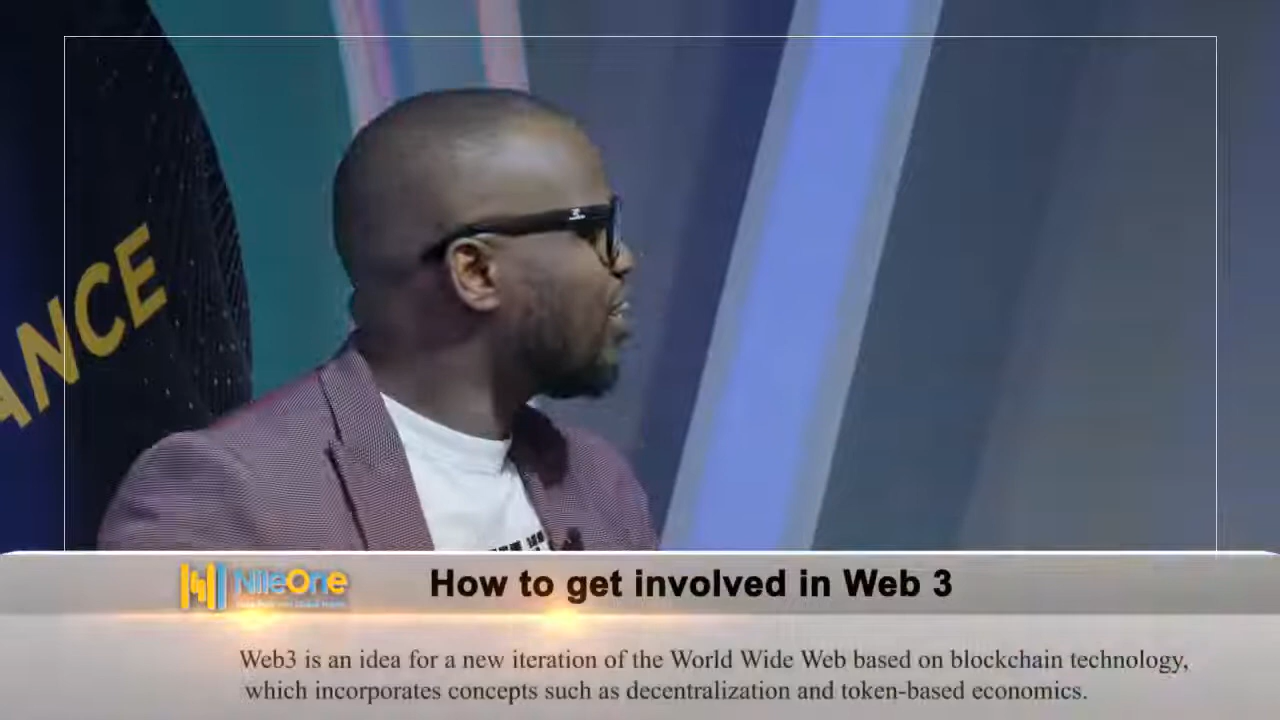 ANCE
NileOne
How to get involved in Web 3
Web3 is an idea for a new iteration of the World Wide Web based on blockchain technology,
which incorporates concepts such as decentralization and token-based economics.